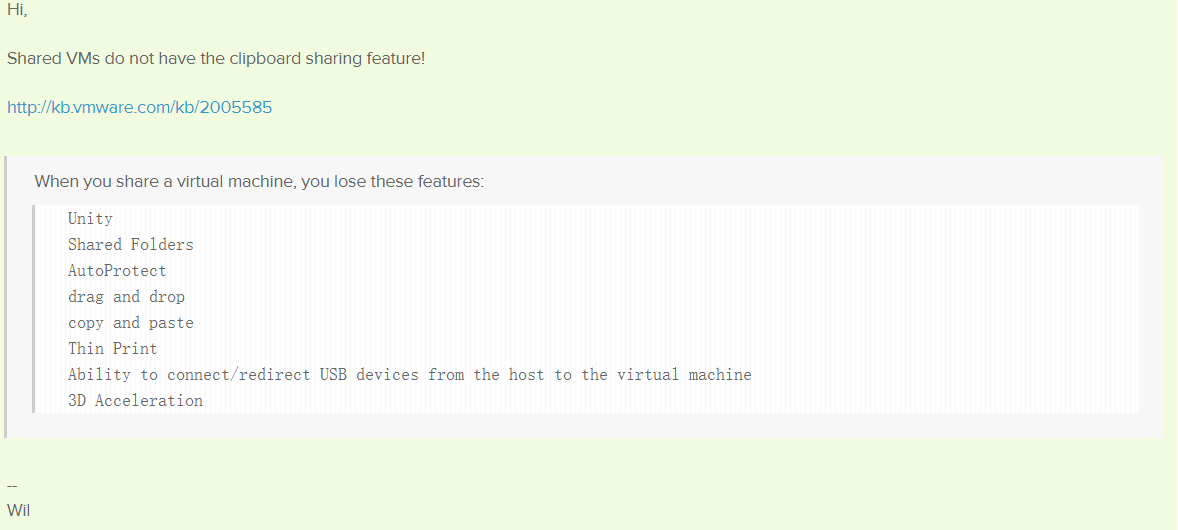 Hi,
Shared VMs do not have the clipboard sharing feature!
http://kb.vmware.com/kb/2005585
When you share a virtual machine, you lose these features:
Unity
Shared Folders
AutoProtect
drag and drop
copy and paste
Thin Print
Ability to connect/redirect USB devices from the host to the virtual machine
3D Acceleration
--
Wil